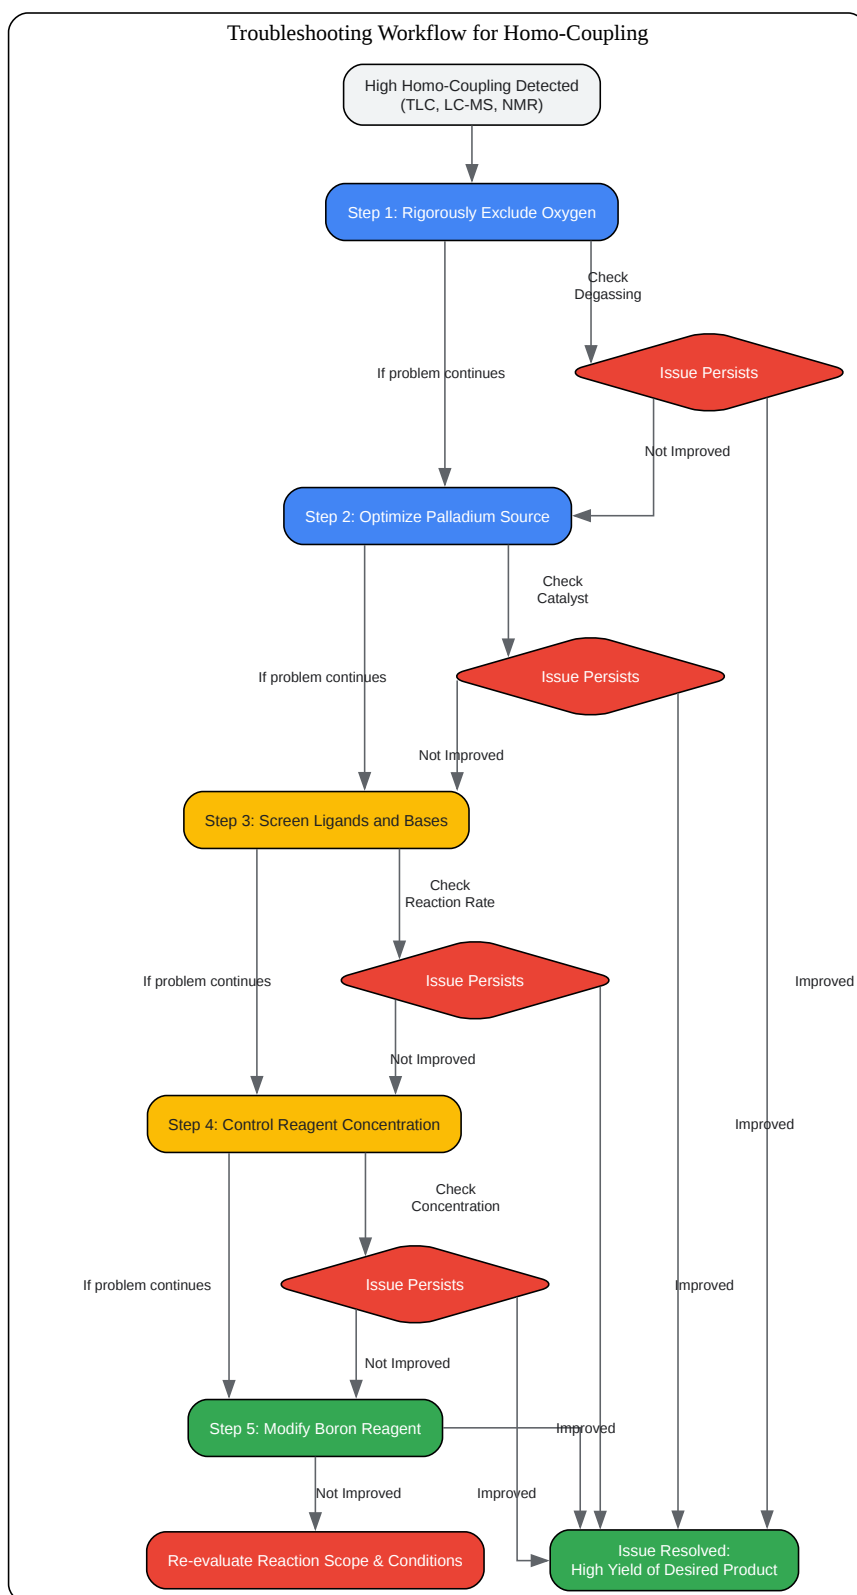 Troubleshooting Workflow for Homo-Coupling
High Homo-Coupling Detected
(TLC, LC-MS, NMR)
Step 1: Rigorously Exclude Oxygen
Check
Degassing
If problem continues
Issue Persists
Not Improved
Step 2: Optimize Palladium Source
Check
Catalyst
If problem continues
Issue Persists
Not Improved
Step 3: Screen Ligands and Bases
Check
Reaction Rate
If problem continues
Issue Persists
Improved
Not Improved
Step 4: Control Reagent Concentration
Improved
Check
Concentration
If problem continues
Issue Persists
Improved
Not Improved
Step 5: Modify Boron Reagent
Improved
Not Improved
Improved
Re-evaluate Reaction Scope & Conditions
Issue Resolved:
High Yield of Desired Product